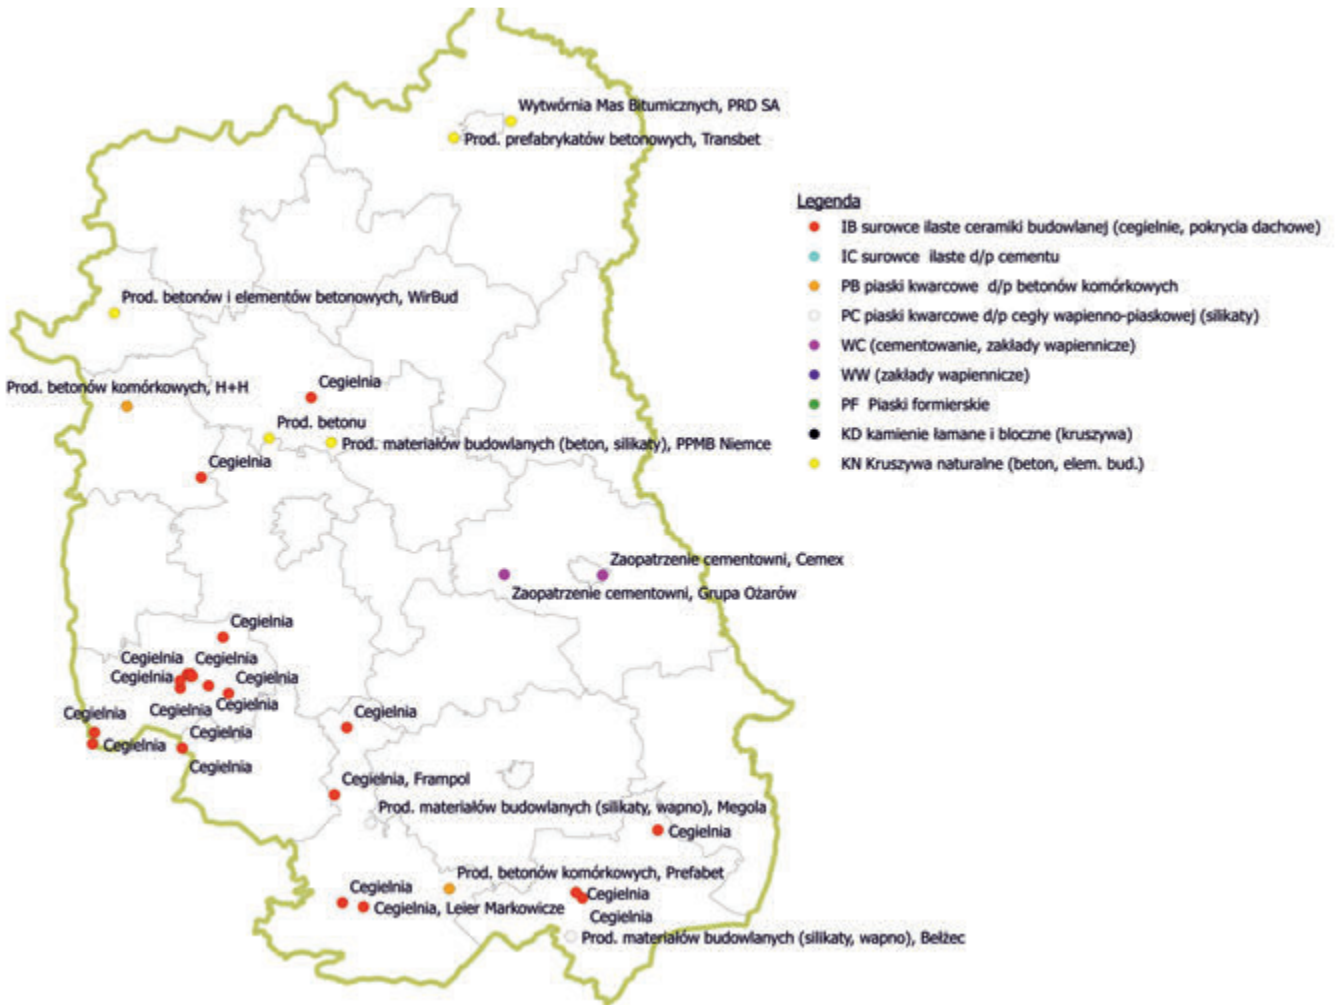 Wytwórnia Mas Bitumicznych, PRD SA
Prod. prefabrykatów betonowych, Transbet
Legenda
IB surowce ilaste ceramiki budowlanej (cegielnie, pokrycia dachowe)
IC surowce ilaste d/p cementu
PB piaski kwarcowe d/p betonów komórkowych
PC piaski kwarcowe d/p cegły wapienno-piaskowej (silikaty)
WC (cementowanie, zakłady wapiennicze)
WW (zakłady wapiennicze)
PF Piaski formierskie
KD kamienie łamane i bloczne (kruszywa)
KN Kruszywa naturalne (beton, elem. bud.)
Prod. betonów i elementów betonowych, WirBud
Prod. betonów komórkowych, H+H
Cegielnia
Prod. betonu
Prod. materiałów budowlanych (beton, silikaty), PPMB Niemce
Cegielnia
Zaopatrzenie cementowni, Cemex
Zaopatrzenie cementowni, Grupa Ożarów
Cegielnia
Cegielnia
Cegielnia
Cegielnia
Cegielnia
Cegielnia
Cegielnia
Cegielnia
Cegielnia
Cegielnia
Cegielnia
Cegielnia
Cegielnia, Frampol
Prod. materiałów budowlanych (silikaty, wapno), Megola
Cegielnia
Prod. betonów komórkowych, Prefabet
Cegielnia
Cegielnia
Cegielnia, Leier Markowicze
Cegielnia
Prod. materiałów budowlanych (silikaty, wapno), Bełżec